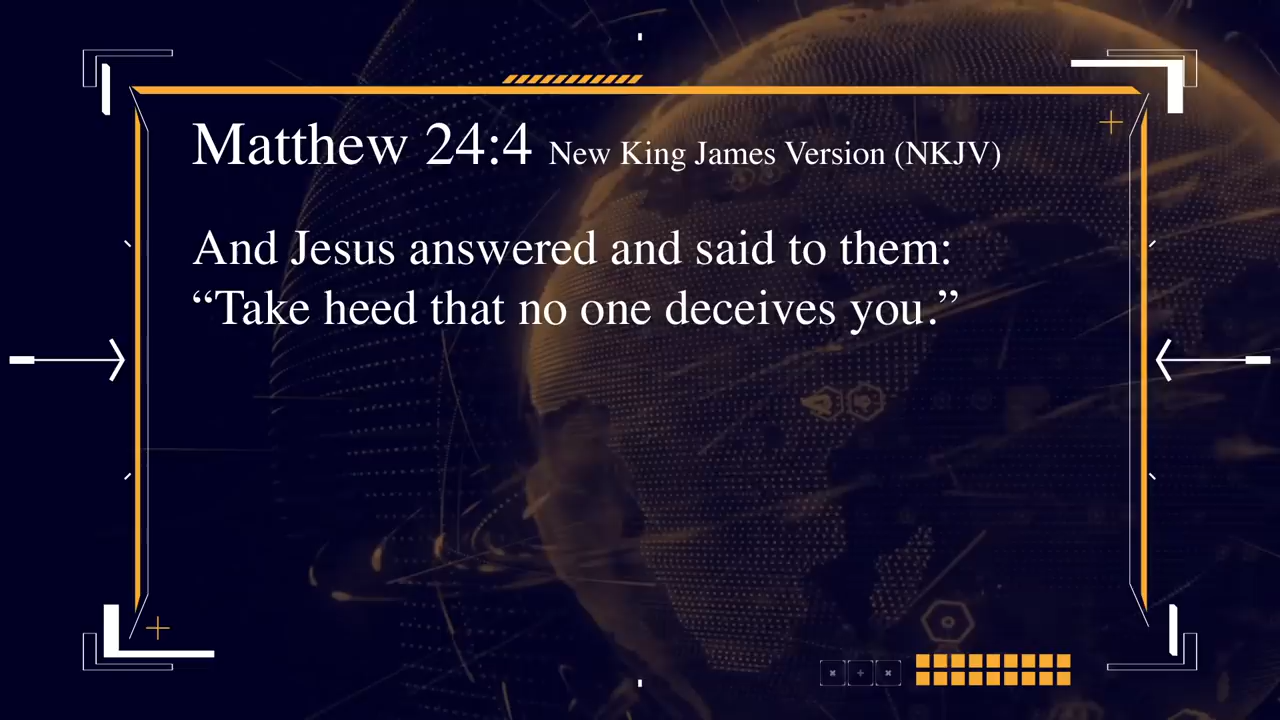 Matthew 24:4 New King James Version (NKJV)
And Jesus answered and said to them:
“Take heed that no one deceives you.”